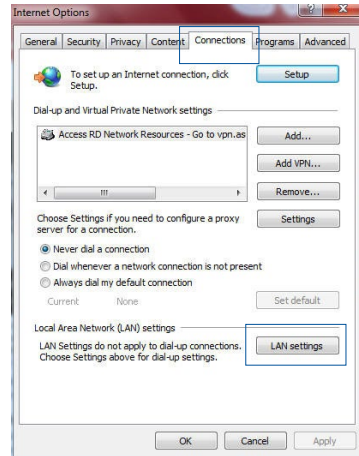 Internet Options
General Security Privacy Content Connections Programs Advanced
To set up an Internet connection, click
Setup.
Setup
Dial-up and Virtual Private Network settings
Access RD Network Resources - Go to vpn.as
Add...
Add VPN...
Remove...
Choose Settings if you need to configure a proxy
server for a connection.
Settings
Never dial a connection
Dial whenever a network connection is not present
Always dial my default connection
Current None
Set default
Local Area Network (LAN) settings
LAN Settings do not apply to dial-up connections.
Choose Settings above for dial-up settings.
LAN settings
OK Cancel Apply